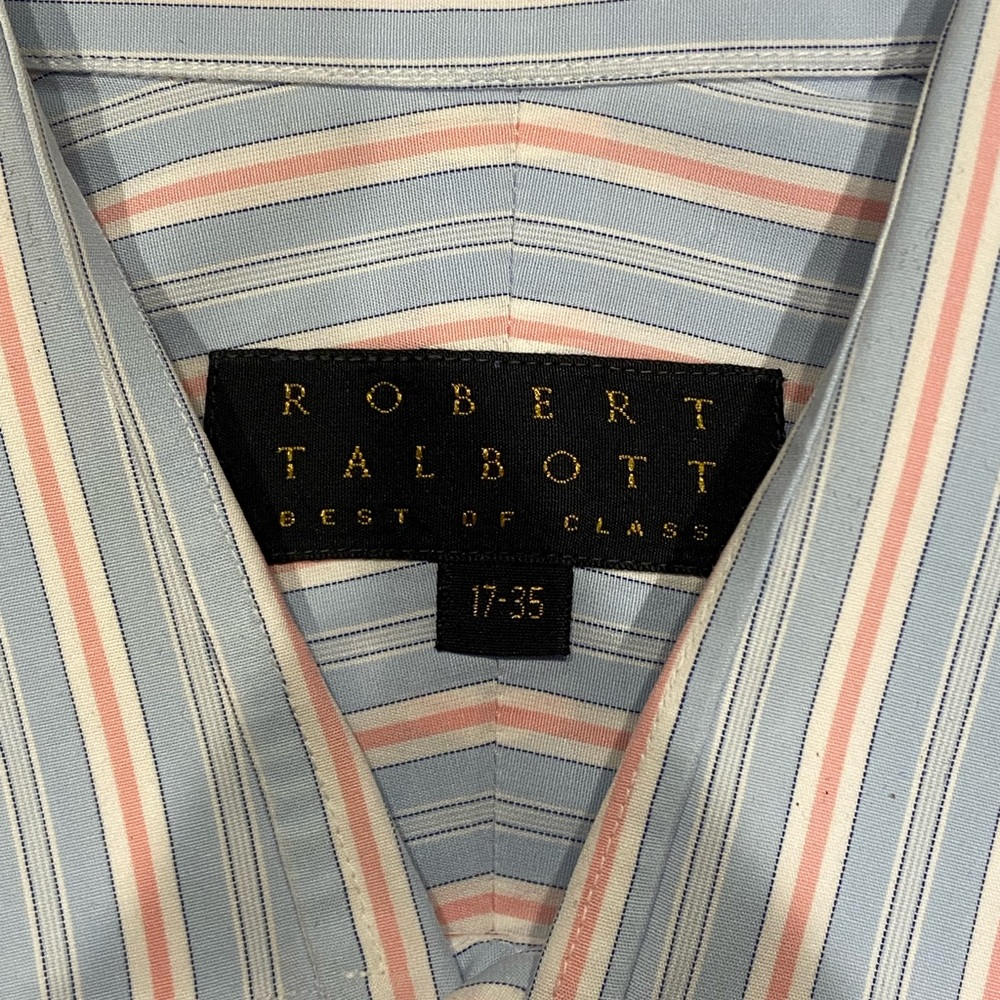 ROBERT
TALBOTT
BEST OF CLASS
17-35